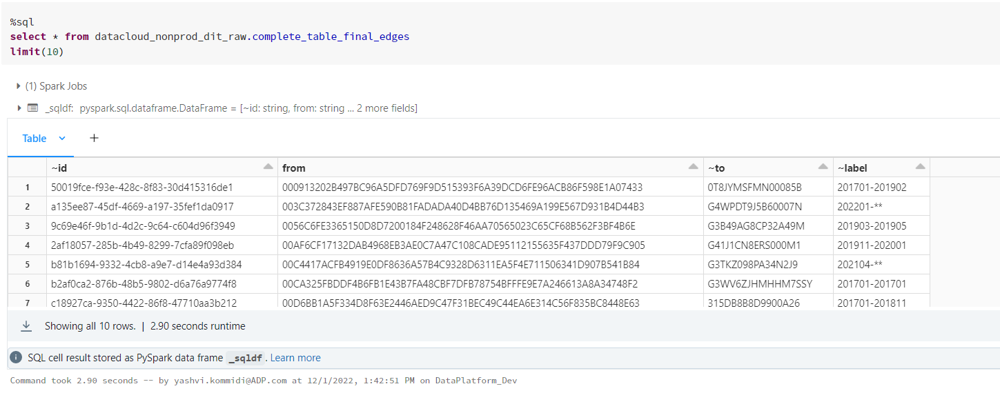 %sql
select * from datacloud_nonprod_dit_raw.complete_table_final_edges
limit(10)
(1) Spark Jobs
_sqldf: pyspark.sql.dataframe.DataFrame = [~id: string, from: string ... 2 more fields]
Table +
~id from ~to ~label
1 50019fce-f93e-428c-8f83-30d415316de1 000913202B497BC96A5DFD769F9D515393F6A39DCD6FE96ACB86F598E1A07433 0T8JYMSFMN00085B 201701-201902
2 a135ee87-45df-4669-a197-35fef1da0917 003C372843EF887AFE590B81FADADA40D4BB76D135469A199E567D931B4D44B3 G4WPDT9J5B60007N 202201-**
3 9c69e46f-9b1d-4d2c-9c64-c604d96f3949 0056C6FE3365150D8D7200184F248628F46AA70565023C65CF68B562F3BF4B6E G3B49AG8CP32A49M 201903-201905
4 2af18057-285b-4b49-8299-7cfa89f098eb 00AF6CF17132DAB4968EB3AE0C7A47C108CADE95112155635F437DDD79F9C905 G41J1CN8ERS000M1 201911-202001
5 b81b1694-9332-4cb8-a9e7-d14e4a93d384 00C4417ACFB4919E0DF8636A57B4C9328D6311EA5F4E711506341D907B541B84 G3TKZ098PA34N2J9 202104-**
6 b2af0ca2-876b-48b5-9802-d6a76a9774f8 00CA325FBDDF4B6FB1E43B7FA48CBF7DFB78754BFFFE9E7A246613A8A34748F2 G3WV6ZJHMHHM7SSY 201701-201701
7 c18927ca-9350-4422-86f8-47710aa3b212 00D6BB1A5F334D8F63E2446AED9C47F31BEC49C44EA6E314C56F835BC8448E63 315DB8B8D9900A26 201701-201811
Showing all 10 rows. | 2.90 seconds runtime
SQL cell result stored as PySpark data frame _sqldf. Learn more
Command took 2.90 seconds -- by yashvi.kommidi@ADP.com at 12/1/2022, 1:42:51 PM on DataPlatform_Dev